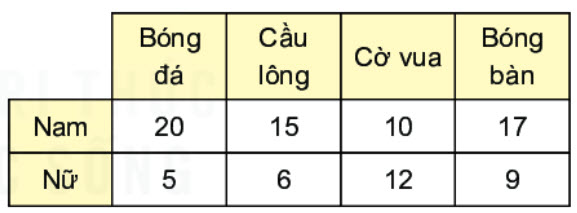 Bóng đá Cầu lông Cờ vua Bóng bàn
Nam 20 15 10 17
Nữ 5 6 12 9